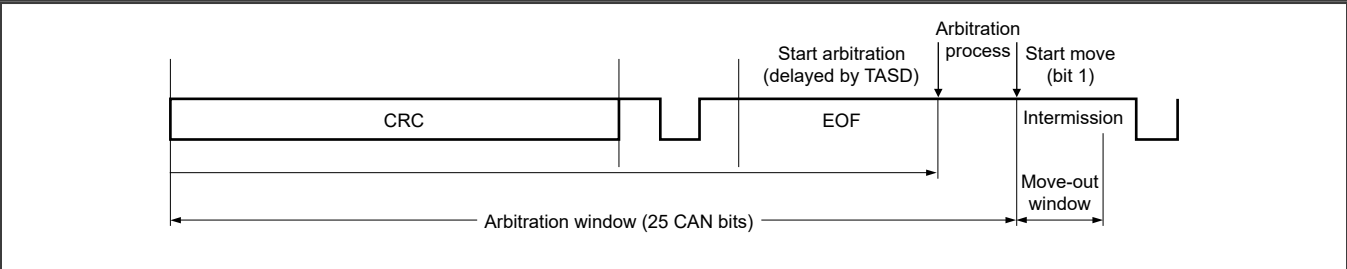 Arbitration
process
Start arbitration
(delayed by TASD)
Start move
(bit 1)
CRC
EOF
Intermission
Move-out
window
Arbitration window (25 CAN bits)